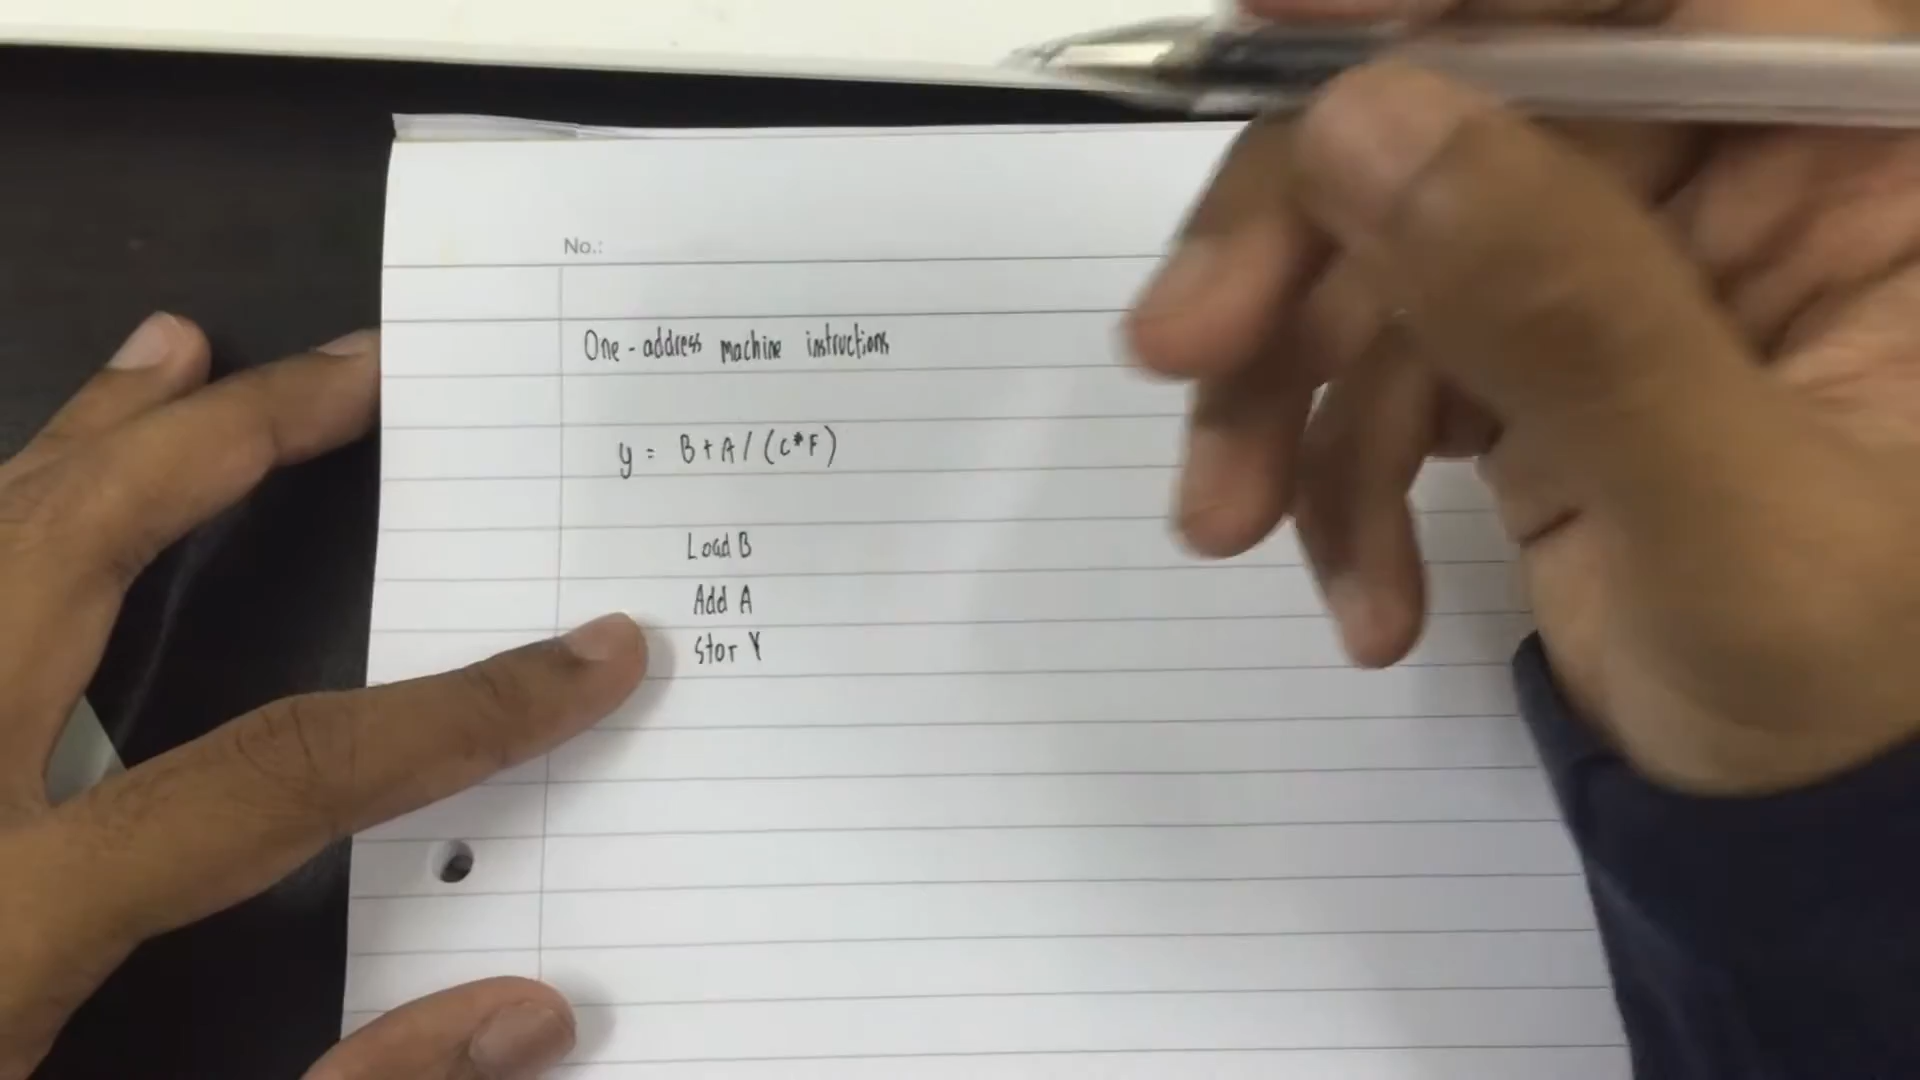 No.:
One-address machine instructions
y = B+A/(C*F)
Load B
Add A
Stor Y